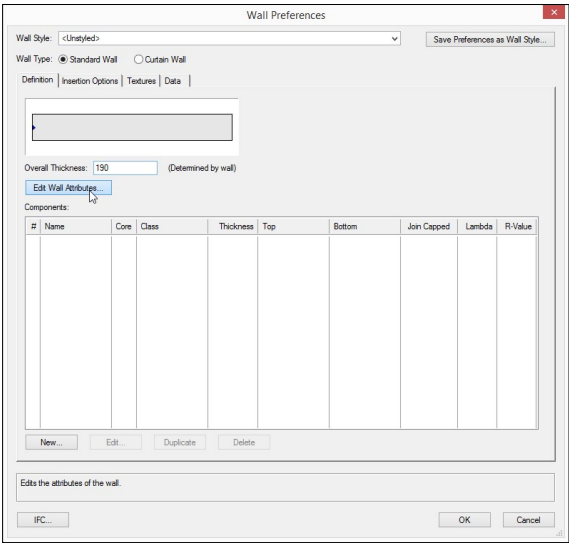 Wall Preferences
Wall Style: <Unstyled> Save Preferences as Wall Style...
Wall Type: Standard Wall Curtain Wall
Definition Insertion Options Textures Data
Overall Thickness: 190 (Determined by wall)
Edit Wall Attributes...
Components:
# Name Core Class Thickness Top Bottom Join Capped Lambda R-Value
New... Edit... Duplicate Delete
Edits the attributes of the wall.
IFC... OK Cancel